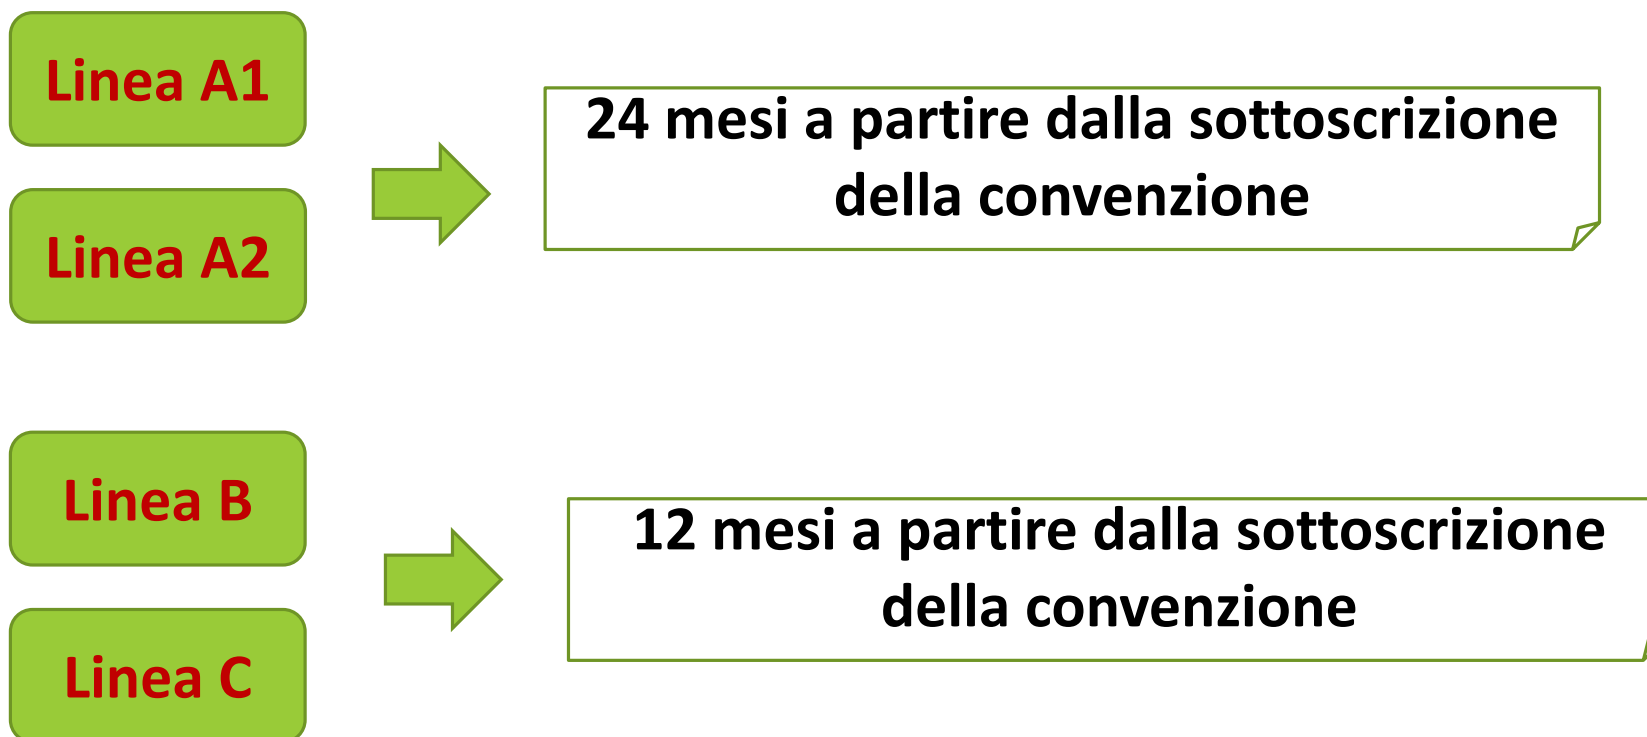 Linea A1
Linea A2
24 mesi a partire dalla sottoscrizione
della convenzione
Linea B
Linea C
12 mesi a partire dalla sottoscrizione
della convenzione